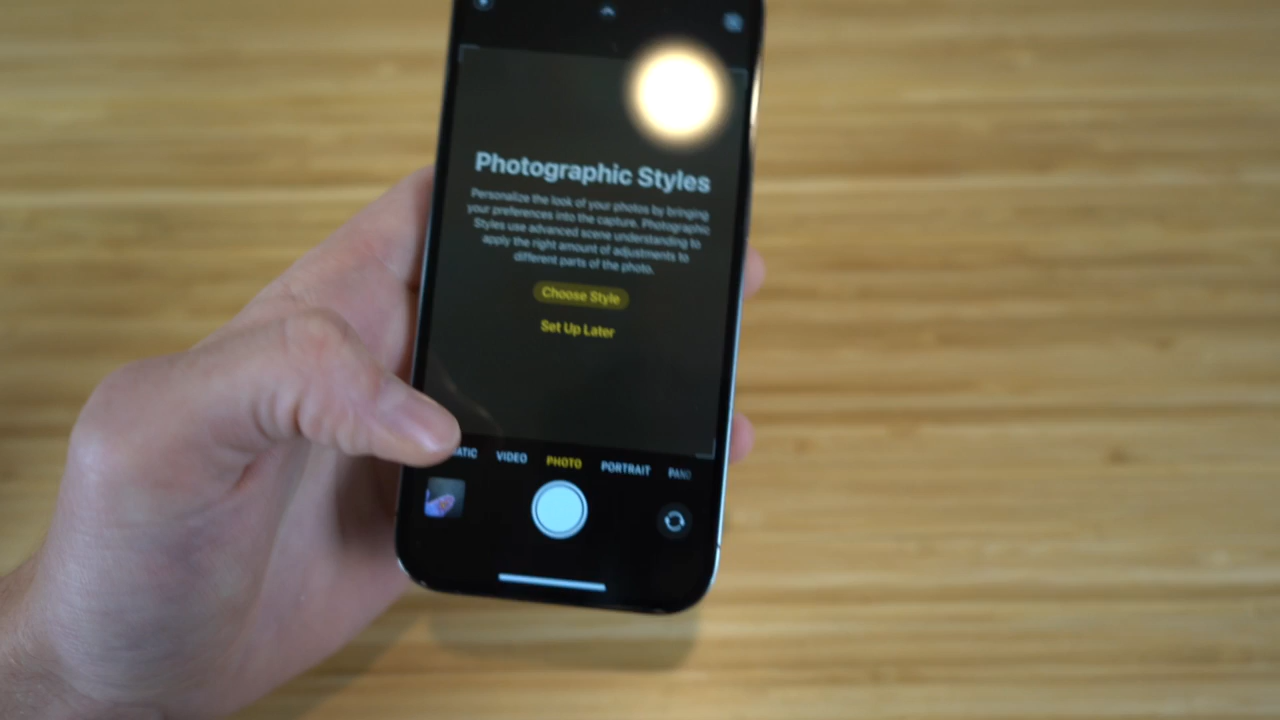 Photographic Styles
Personalize the look of your photos by bringing
your preferences into the capture. Photographic
Styles use advanced scene understanding to
apply the right amount of adjustments to
different parts of the photo.
Choose Style
Set Up Later
ATIC VIDEO PHOTO PORTRAIT PANO